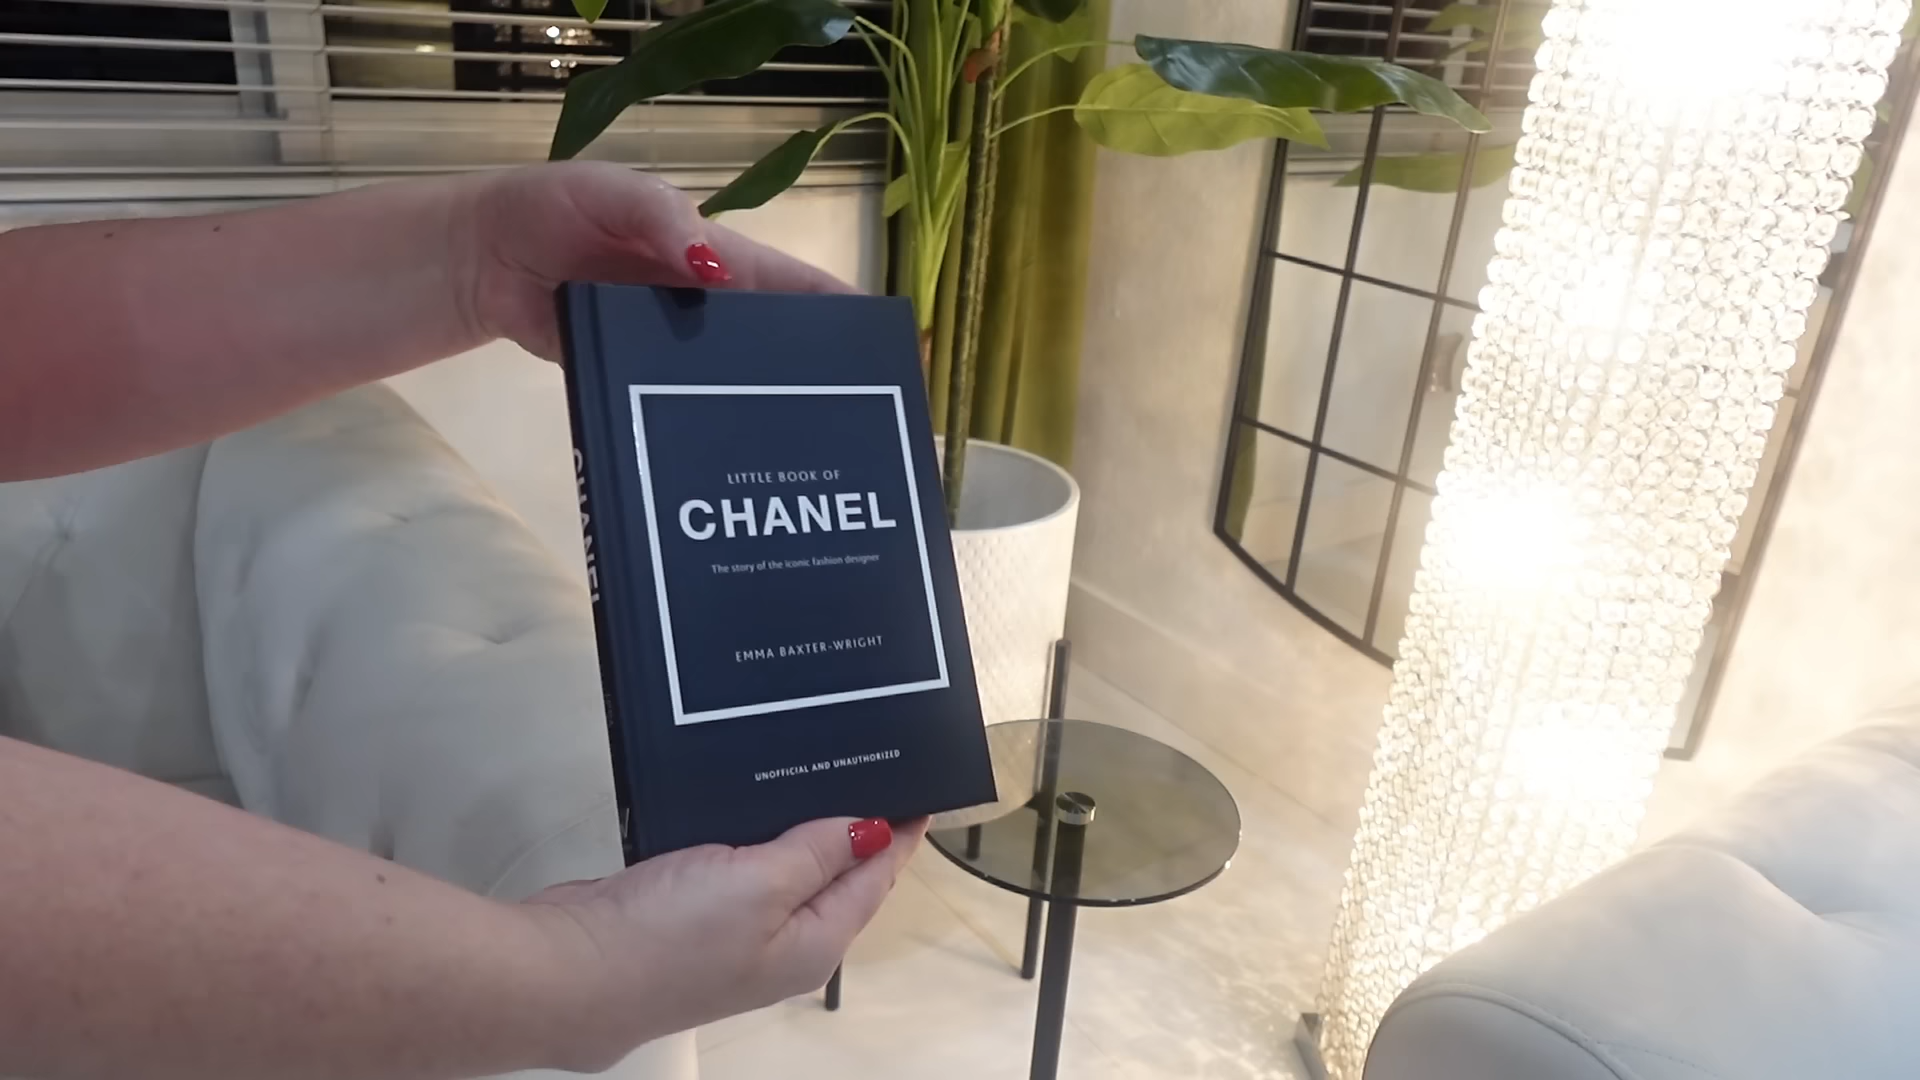 LITTLE BOOK OF
CHANEL
The story of the iconic fashion designer
EMMA BAXTER-WRIGHT
UNOFFICIAL AND UNAUTHORIZED
CHANEL